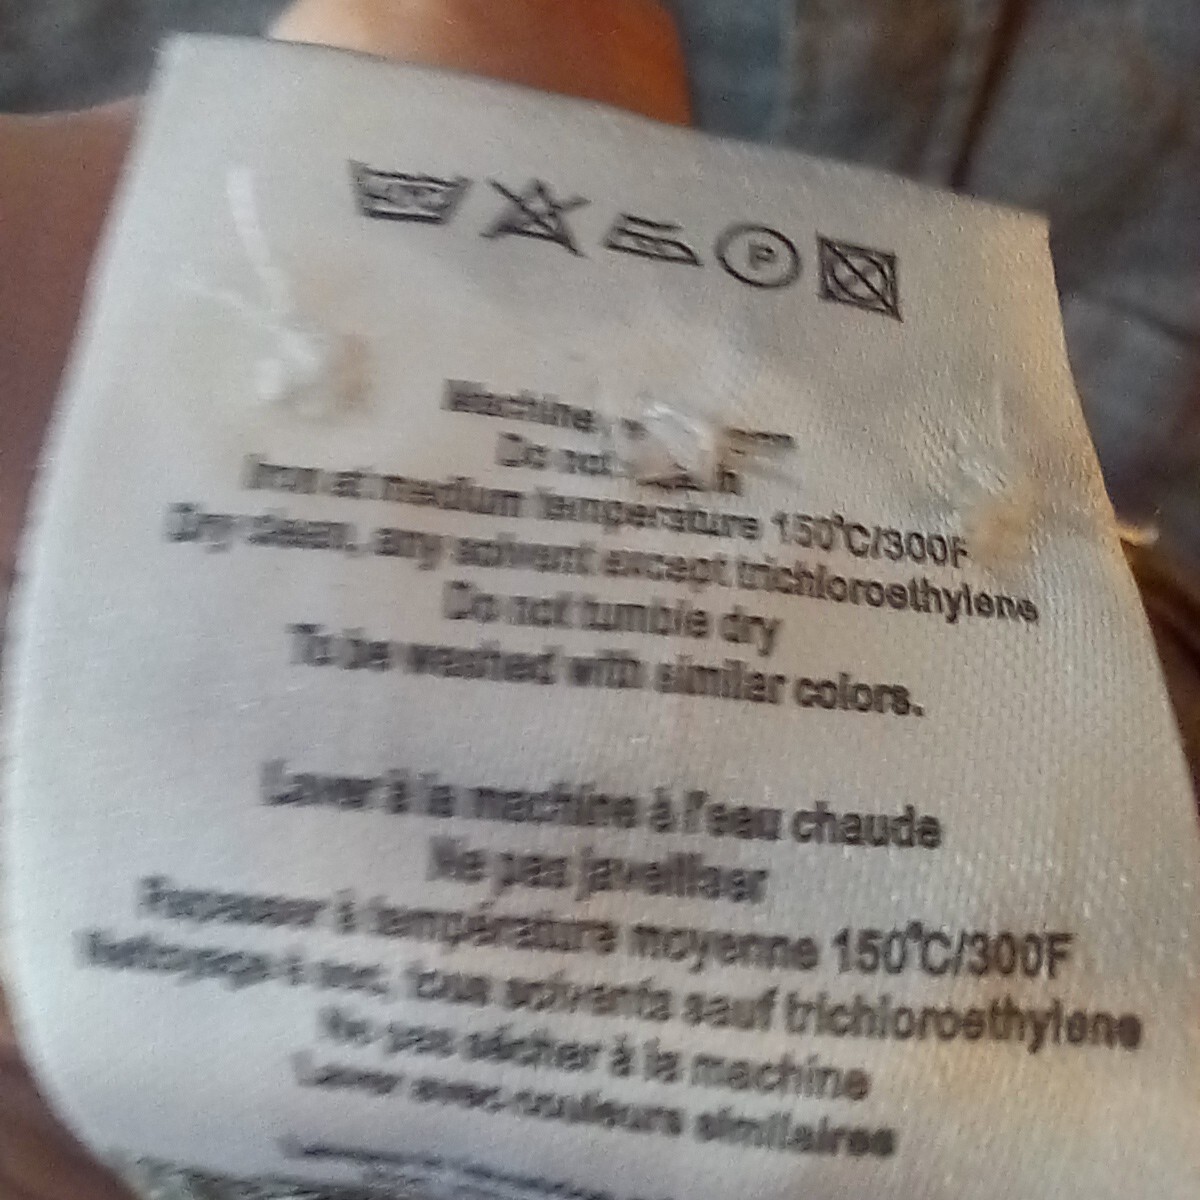 P
Machine,
Do not
Iron at medium temperature 150°C/300F
Dry clean, any solvent except trichloroethylene
Do not tumble dry
To be washed with similar colors.
Laver à la machine à l'eau chaude
Ne pas javelliser
Repasser à température moyenne 150°C/300F
Nettoyage à sec, tous solvants sauf trichloroethylene
Ne pas sécher à la machine
Laver avec couleurs similaires